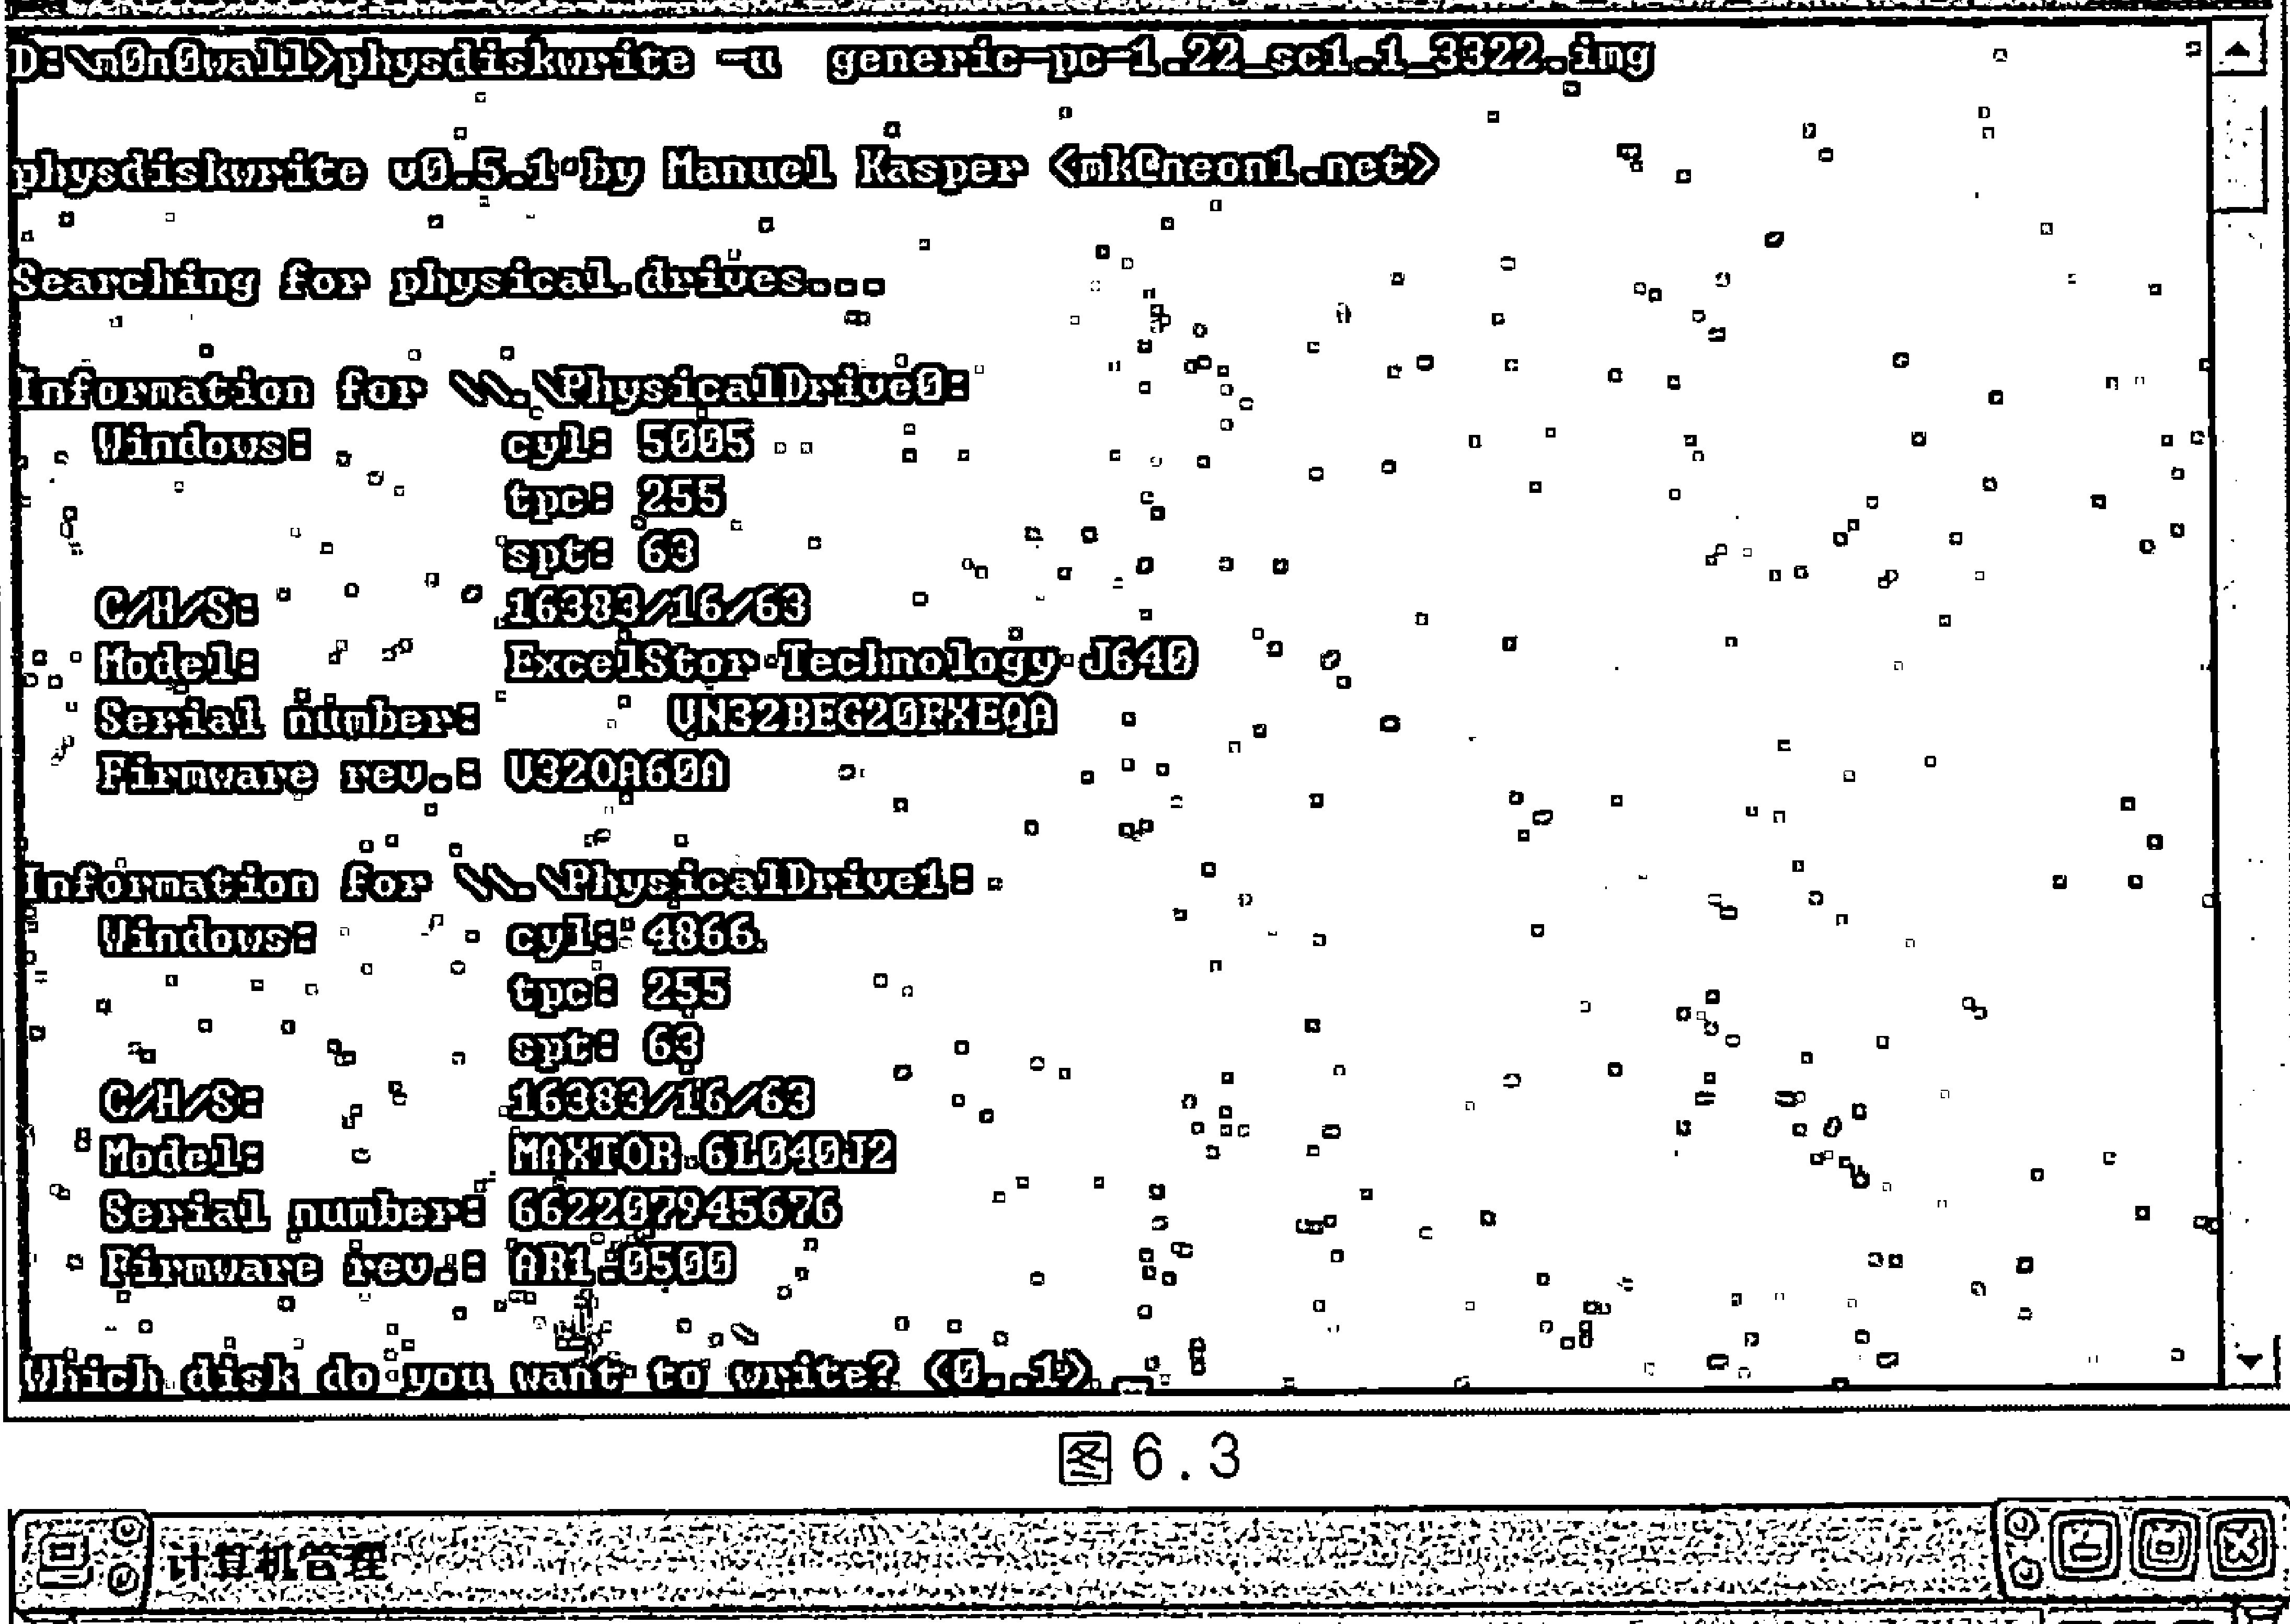 D:\m0n0wall>physdiskwrite -u  generic-pc-1.22_sc1.1_3322.img
physdiskwrite v0.5.1 by Manuel Kasper <mk@neon1.net>
Searching for physical drives...
Information for \\.\PhysicalDrive0:
Windows: cyl: 5005
tpc: 255
spt: 63
C/H/S: 16383/16/63
Model: ExcelStor Technology J640
Serial number: VN32BEG20PXEQA
Firmware rev.: V32OA60A
Information for \\.\PhysicalDrive1:
Windows: cyl: 4866
tpc: 255
spt: 63
C/H/S: 16383/16/63
Model: MAXTOR 6L040J2
Serial number: 662207945676
Firmware rev.: AR1.0500
Which disk do you want to write? (0..1) _
图 6.3
计算机管理